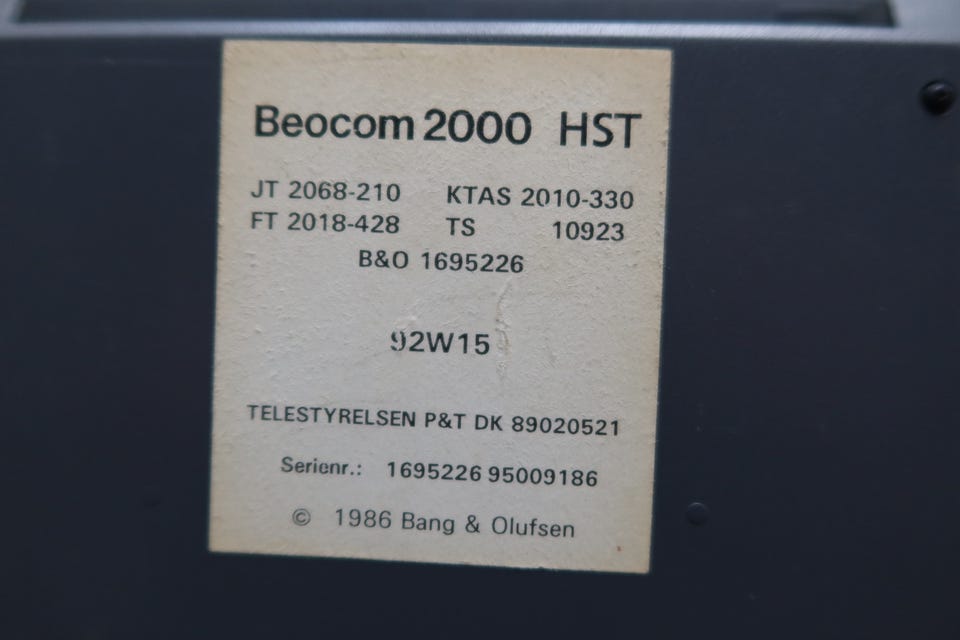 Beocom 2000 HST
JT 2068-210 KTAS 2010-330
FT 2018-428 TS 10923
B&O 1695226
92W15
TELESTYRELSEN P&T DK 89020521
Serienr.: 1695226 95009186
© 1986 Bang & Olufsen